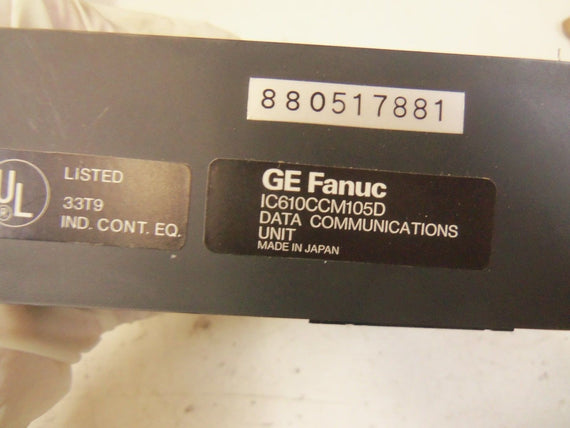 880517881
UL
®
LISTED
33T9
IND. CONT. EQ.
GE Fanuc
IC610CCM105D
DATA COMMUNICATIONS
UNIT
MADE IN JAPAN